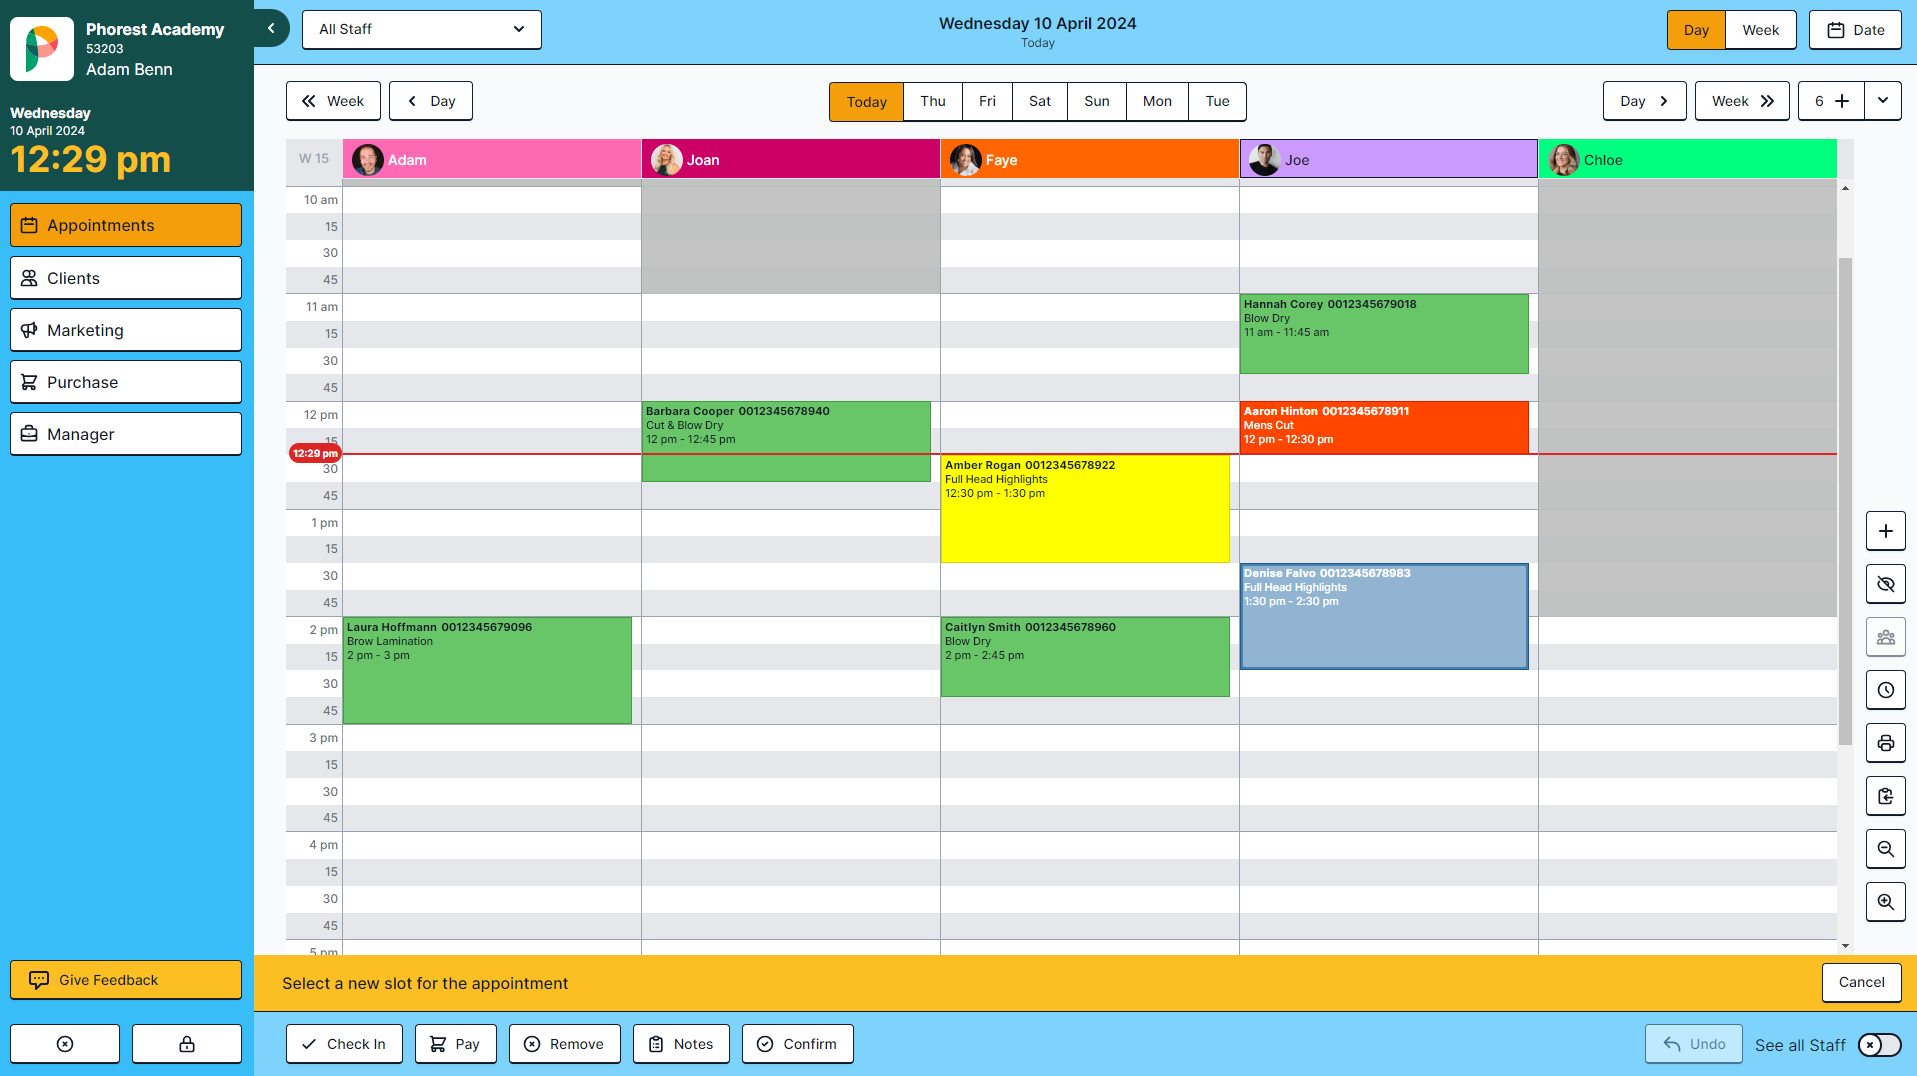 Phorest Academy
53203
Adam Benn
Wednesday
10 April 2024
12:29 pm
Appointments
Clients
Marketing
Purchase
Manager
Give Feedback
All Staff
Wednesday 10 April 2024
Today
Day
Week
Date
Week
Day
Today
Thu
Fri
Sat
Sun
Mon
Tue
Day
Week
6
W 15
Adam
Joan
Faye
Joe
Chloe
10 am
15
30
45
11 am
15
30
45
12 pm
15
12:29 pm
30
45
1 pm
15
30
45
2 pm
15
30
45
3 pm
15
30
45
4 pm
15
30
45
5 pm
Hannah Corey 0012345679018
Blow Dry
11 am - 11:45 am
Barbara Cooper 0012345678940
Cut & Blow Dry
12 pm - 12:45 pm
Aaron Hinton 0012345678911
Mens Cut
12 pm - 12:30 pm
Amber Rogan 0012345678922
Full Head Highlights
12:30 pm - 1:30 pm
Denise Falvo 0012345678983
Full Head Highlights
1:30 pm - 2:30 pm
Laura Hoffmann 0012345679096
Brow Lamination
2 pm - 3 pm
Caitlyn Smith 0012345678960
Blow Dry
2 pm - 2:45 pm
Select a new slot for the appointment
Cancel
Check In
Pay
Remove
Notes
Confirm
Undo
See all Staff